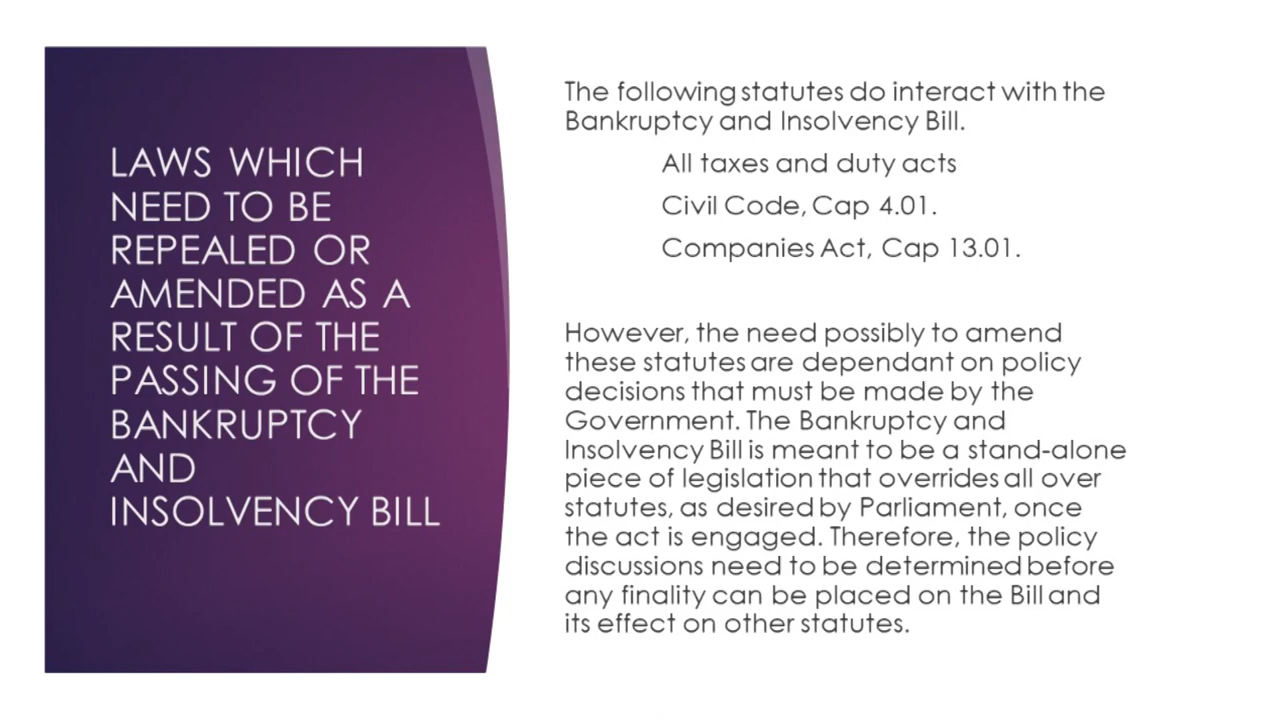 LAWS WHICH
NEED TO BE
REPEALED OR
AMENDED AS A
RESULT OF THE
PASSING OF THE
BANKRUPTCY
AND
INSOLVENCY BILL
The following statutes do interact with the
Bankruptcy and Insolvency Bill.
All taxes and duty acts
Civil Code, Cap 4.01.
Companies Act, Cap 13.01.
However, the need possibly to amend
these statutes are dependant on policy
decisions that must be made by the
Government. The Bankruptcy and
Insolvency Bill is meant to be a stand-alone
piece of legislation that overrides all over
statutes, as desired by Parliament, once
the act is engaged. Therefore, the policy
discussions need to be determined before
any finality can be placed on the Bill and
its effect on other statutes.